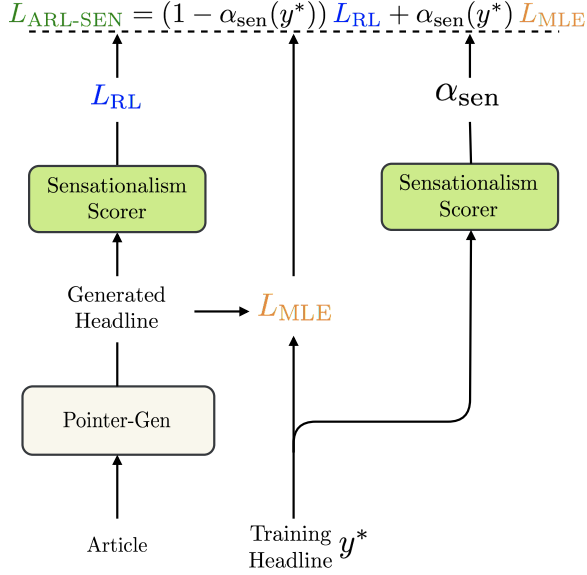 L_ARL-SEN = (1 − α_sen(y*)) L_RL + α_sen(y*) L_MLE
L_RL
α_sen
Sensationalism
Scorer
Sensationalism
Scorer
Generated
Headline
L_MLE
Pointer-Gen
Article
Training
Headline y*